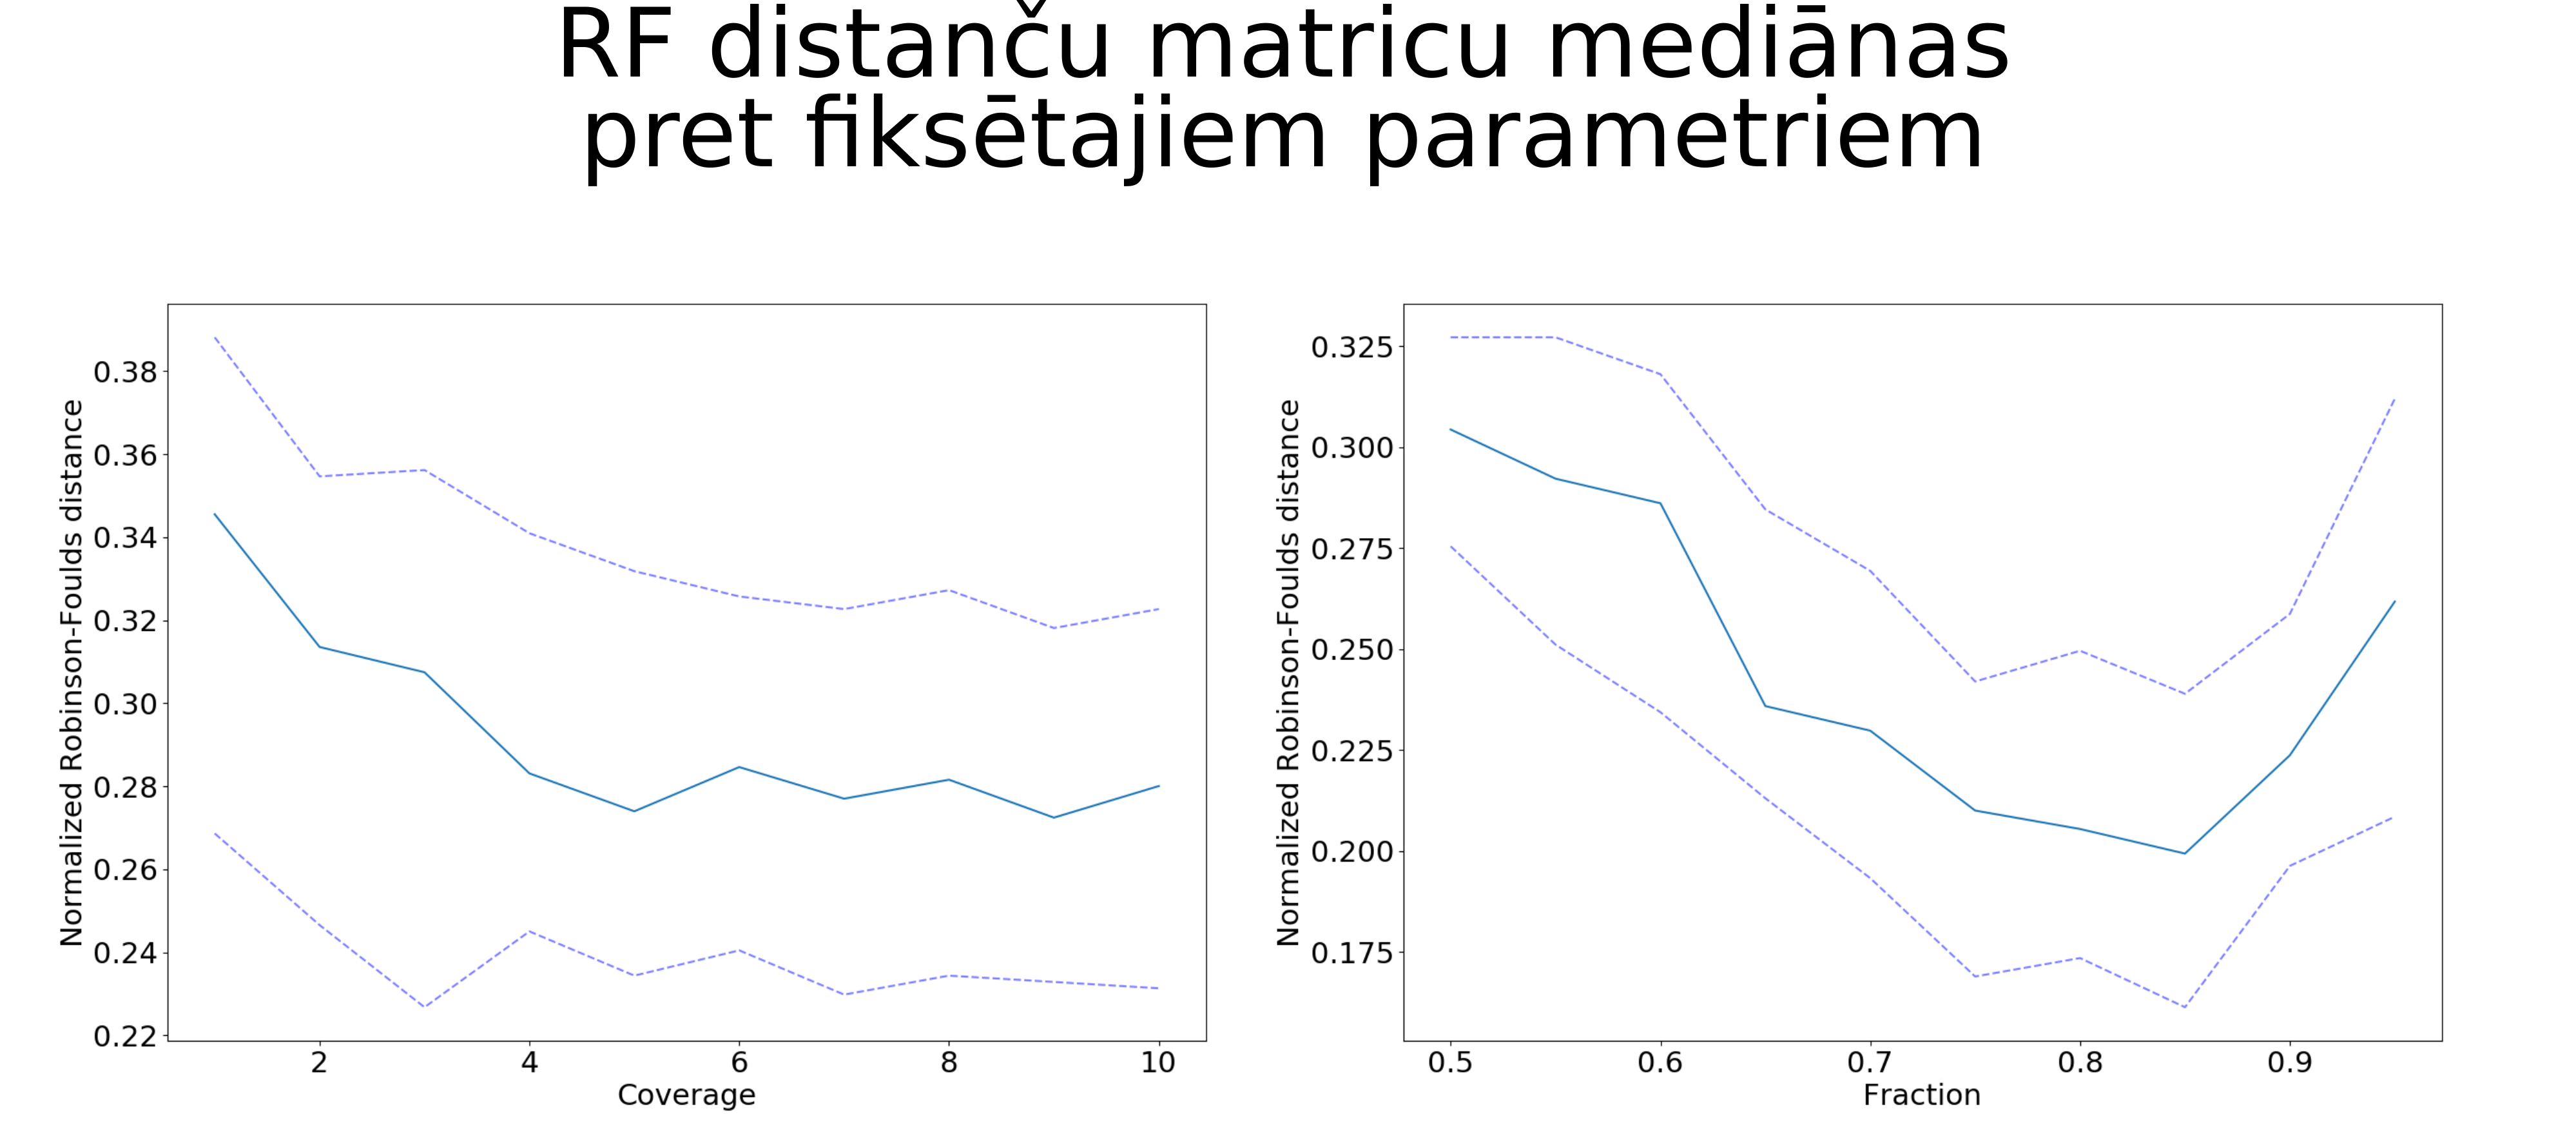 RF distanču matricu mediānas
pret fiksētajiem parametriem
Normalized Robinson-Foulds distance
0.38
0.36
0.34
0.32
0.30
0.28
0.26
0.24
0.22
2 4 6 8 10
Coverage
Normalized Robinson-Foulds distance
0.325
0.300
0.275
0.250
0.225
0.200
0.175
0.5 0.6 0.7 0.8 0.9
Fraction